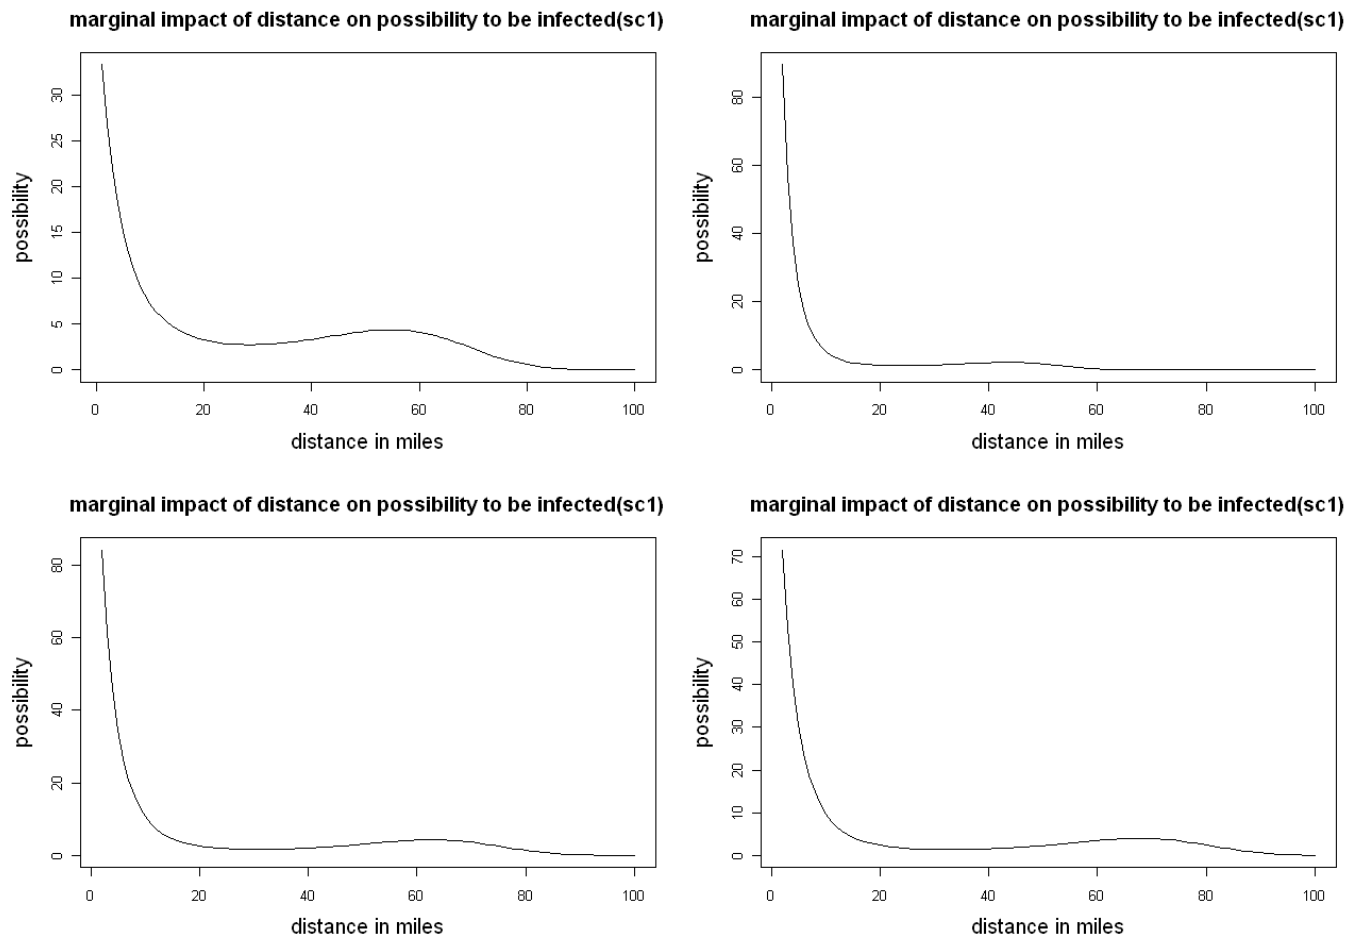 marginal impact of distance on possibility to be infected(sc1)
possibility
30
25
20
15
10
5
0
0 20 40 60 80 100
distance in miles
marginal impact of distance on possibility to be infected(sc1)
possibility
80
60
40
20
0
0 20 40 60 80 100
distance in miles
marginal impact of distance on possibility to be infected(sc1)
possibility
80
60
40
20
0
0 20 40 60 80 100
distance in miles
marginal impact of distance on possibility to be infected(sc1)
possibility
70
60
50
40
30
20
10
0
0 20 40 60 80 100
distance in miles